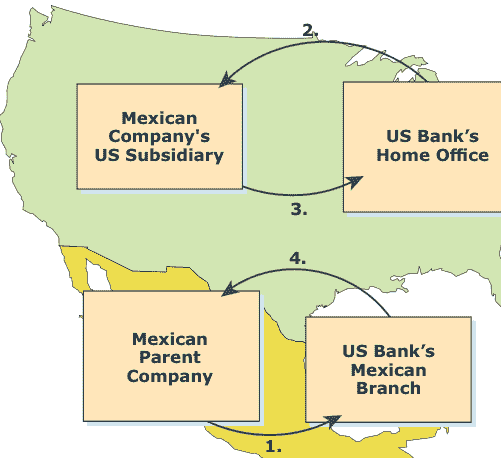 2.
Mexican
Company's
US Subsidiary
US Bank’s
Home Office
3.
4.
Mexican
Parent
Company
US Bank’s
Mexican
Branch
1.